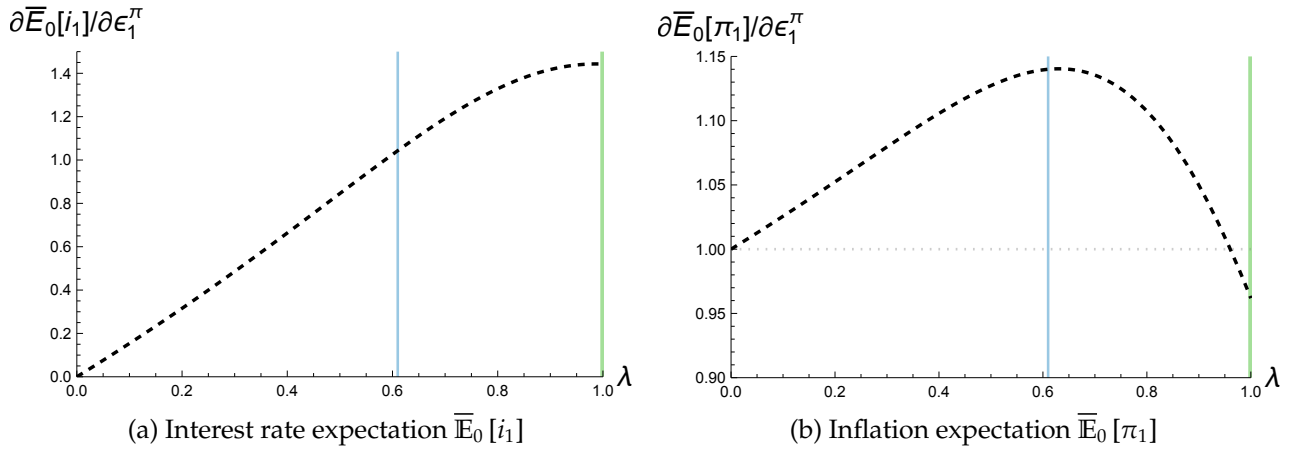 ∂E̅₀[i₁]/∂ϵ₁^π
1.4
1.2
1.0
0.8
0.6
0.4
0.2
0.0
0.0 0.2 0.4 0.6 0.8 1.0 λ
(a) Interest rate expectation 𝔼̅₀ [i₁]
∂E̅₀[π₁]/∂ϵ₁^π
1.15
1.10
1.05
1.00
0.95
0.90
0.0 0.2 0.4 0.6 0.8 1.0 λ
(b) Inflation expectation 𝔼̅₀ [π₁]